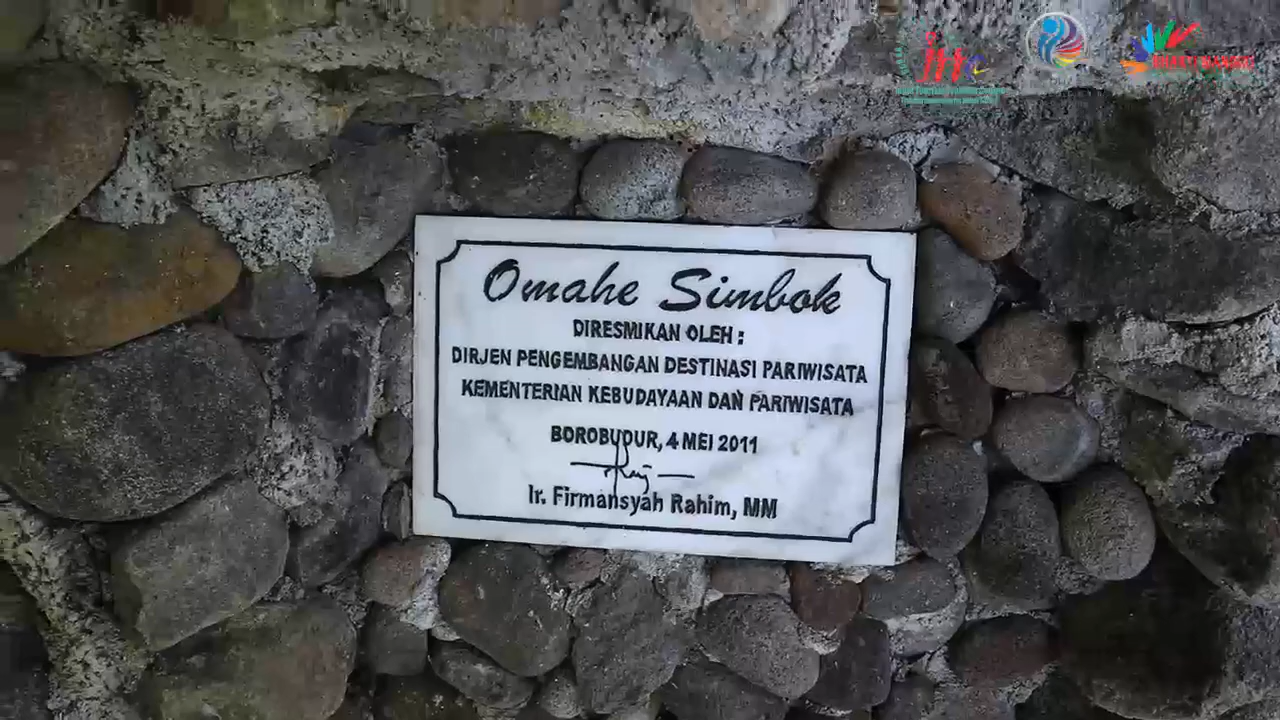 Omahe Simbok
DIRESMIKAN OLEH :
DIRJEN PENGEMBANGAN DESTINASI PARIWISATA
KEMENTERIAN KEBUDAYAAN DAN PARIWISATA
BOROBUDUR, 4 MEI 2011
Ir. Firmansyah Rahim, MM